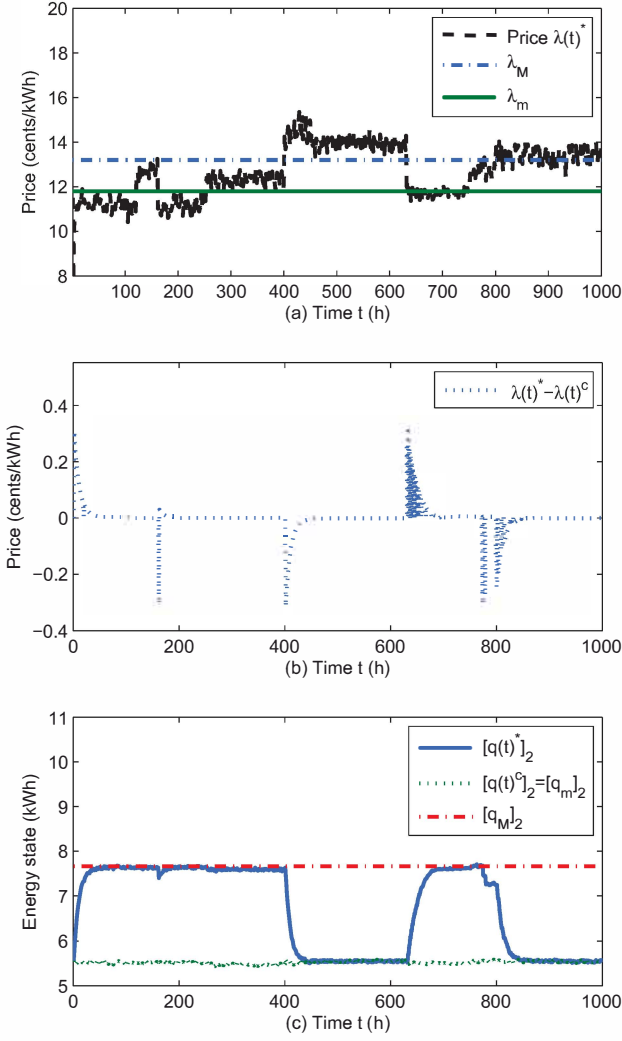 20
18
16
14
12
10
8
Price (cents/kWh)
Price λ(t)*
λM
λm
100 200 300 400 500 600 700 800 900 1000
(a) Time t (h)
0.4
0.2
0
−0.2
−0.4
Price (cents/kWh)
λ(t)*−λ(t)c
0 200 400 600 800 1000
(b) Time t (h)
11
10
9
8
7
6
5
Energy state (kWh)
[q(t)*]2
[q(t)c]2=[qm]2
[qM]2
0 200 400 600 800 1000
(c) Time t (h)